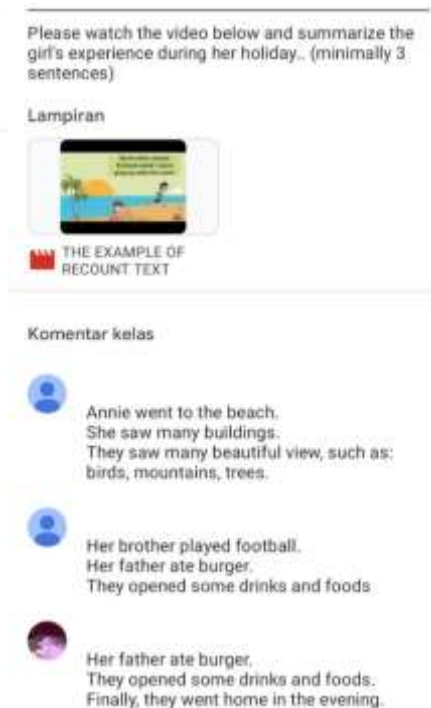 Please watch the video below and summarize the
girl's experience during her holiday.. (minimally 3
sentences)
Lampiran
THE EXAMPLE OF
RECOUNT TEXT
Komentar kelas
Annie went to the beach.
She saw many buildings.
They saw many beautiful view, such as:
birds, mountains, trees.
Her brother played football.
Her father ate burger.
They opened some drinks and foods
Her father ate burger.
They opened some drinks and foods.
Finally, they went home in the evening.